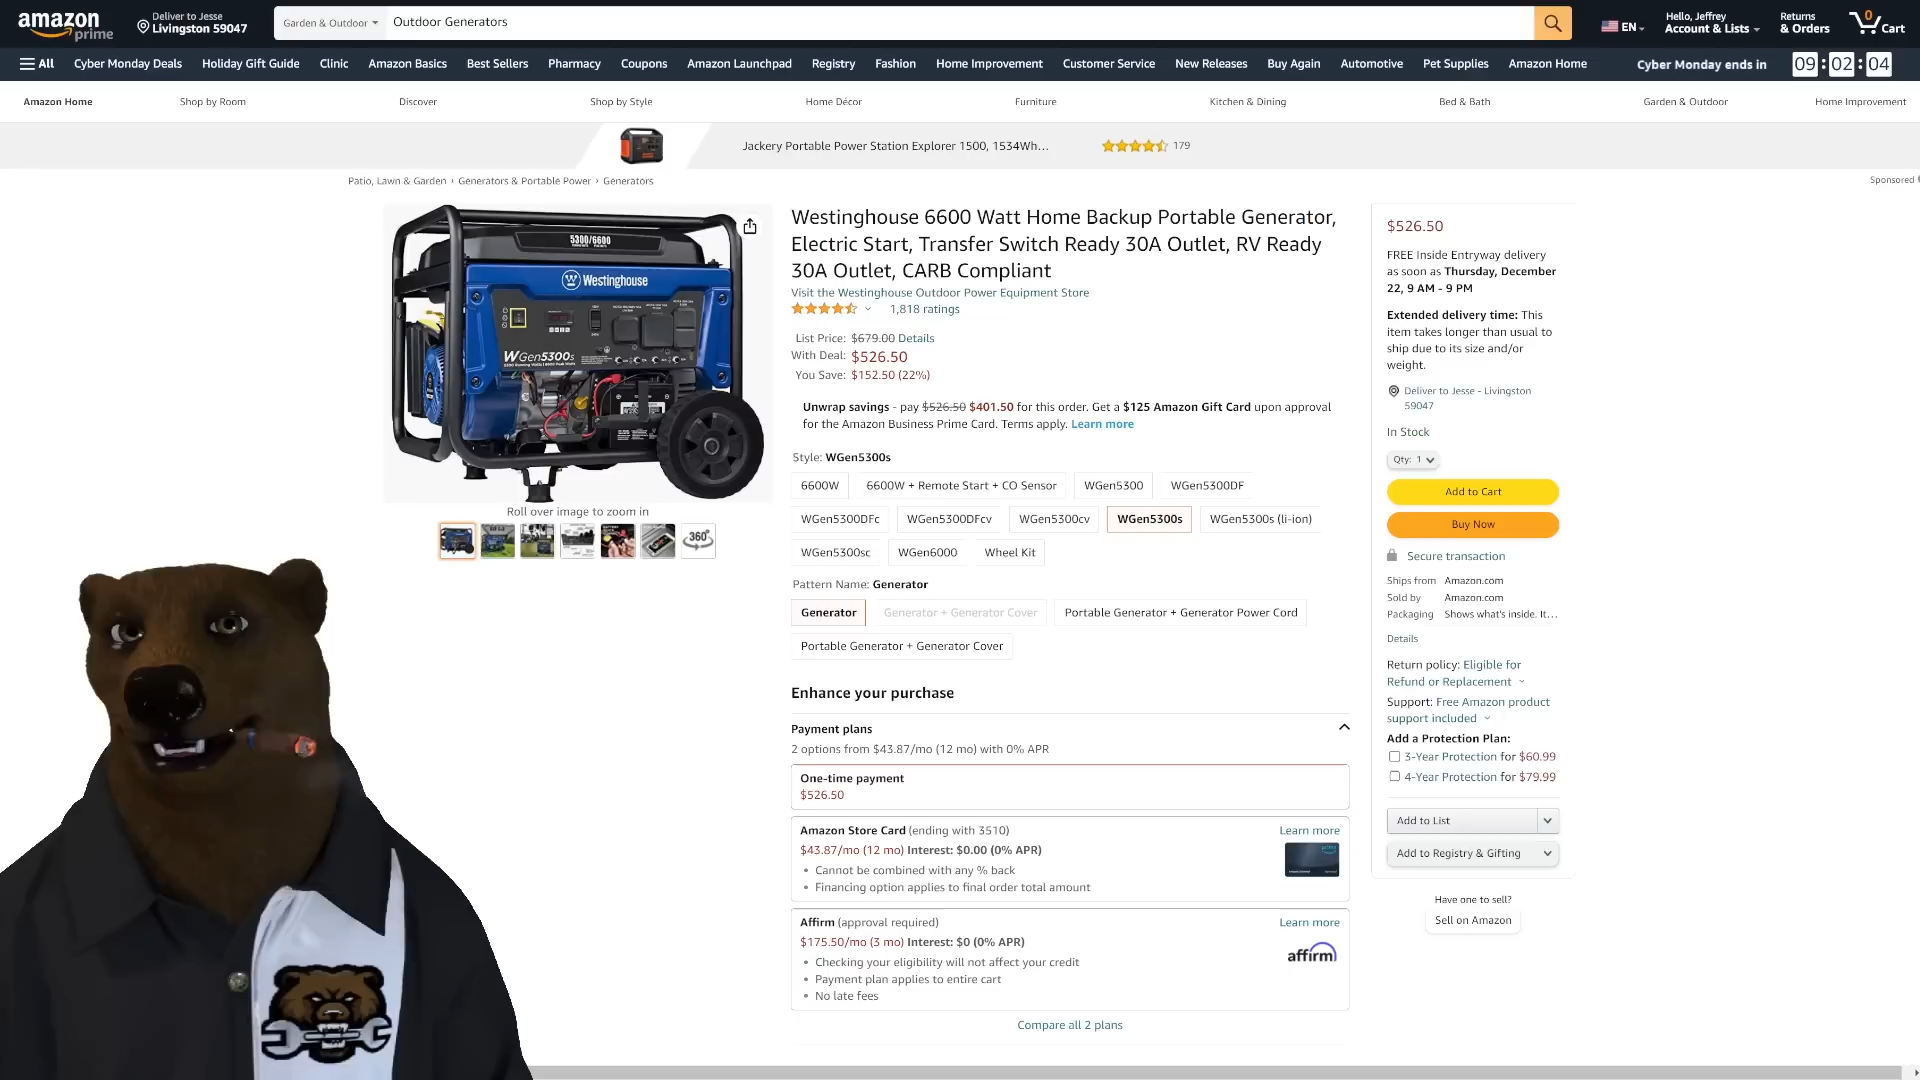 amazon
prime
Deliver to Jesse
Livingston 59047
Garden & Outdoor
Outdoor Generators
EN
Hello, Jeffrey
Account & Lists
Returns
& Orders
0
Cart
All
Cyber Monday Deals
Holiday Gift Guide
Clinic
Amazon Basics
Best Sellers
Pharmacy
Coupons
Amazon Launchpad
Registry
Fashion
Home Improvement
Customer Service
New Releases
Buy Again
Automotive
Pet Supplies
Amazon Home
Cyber Monday ends in
09 : 02 : 04
Amazon Home
Shop by Room
Discover
Shop by Style
Home Décor
Furniture
Kitchen & Dining
Bed & Bath
Garden & Outdoor
Home Improvement
Jackery Portable Power Station Explorer 1500, 1534Wh…
179
Patio, Lawn & Garden › Generators & Portable Power › Generators
Sponsored
5300/6600
Westinghouse
WGen5300s
Roll over image to zoom in
360°
Westinghouse 6600 Watt Home Backup Portable Generator,
Electric Start, Transfer Switch Ready 30A Outlet, RV Ready
30A Outlet, CARB Compliant
Visit the Westinghouse Outdoor Power Equipment Store
1,818 ratings
List Price: $679.00 Details
With Deal: $526.50
You Save: $152.50 (22%)
Unwrap savings - pay $526.50 $401.50 for this order. Get a $125 Amazon Gift Card upon approval
for the Amazon Business Prime Card. Terms apply. Learn more
Style: WGen5300s
6600W
6600W + Remote Start + CO Sensor
WGen5300
WGen5300DF
WGen5300DFc
WGen5300DFcv
WGen5300cv
WGen5300s
WGen5300s (li-ion)
WGen5300sc
WGen6000
Wheel Kit
Pattern Name: Generator
Generator
Generator + Generator Cover
Portable Generator + Generator Power Cord
Portable Generator + Generator Cover
Enhance your purchase
Payment plans
2 options from $43.87/mo (12 mo) with 0% APR
One-time payment
$526.50
Amazon Store Card (ending with 3510)
Learn more
$43.87/mo (12 mo) Interest: $0.00 (0% APR)
• Cannot be combined with any % back
• Financing option applies to final order total amount
Affirm (approval required)
Learn more
$175.50/mo (3 mo) Interest: $0 (0% APR)
affirm
• Checking your eligibility will not affect your credit
• Payment plan applies to entire cart
• No late fees
Compare all 2 plans
$526.50
FREE Inside Entryway delivery
as soon as Thursday, December
22, 9 AM - 9 PM
Extended delivery time: This
item takes longer than usual to
ship due to its size and/or
weight.
Deliver to Jesse - Livingston
59047
In Stock
Qty: 1
Add to Cart
Buy Now
Secure transaction
Ships from Amazon.com
Sold by Amazon.com
Packaging Shows what's inside. It…
Details
Return policy: Eligible for
Refund or Replacement
Support: Free Amazon product
support included
Add a Protection Plan:
3-Year Protection for $60.99
4-Year Protection for $79.99
Add to List
Add to Registry & Gifting
Have one to sell?
Sell on Amazon